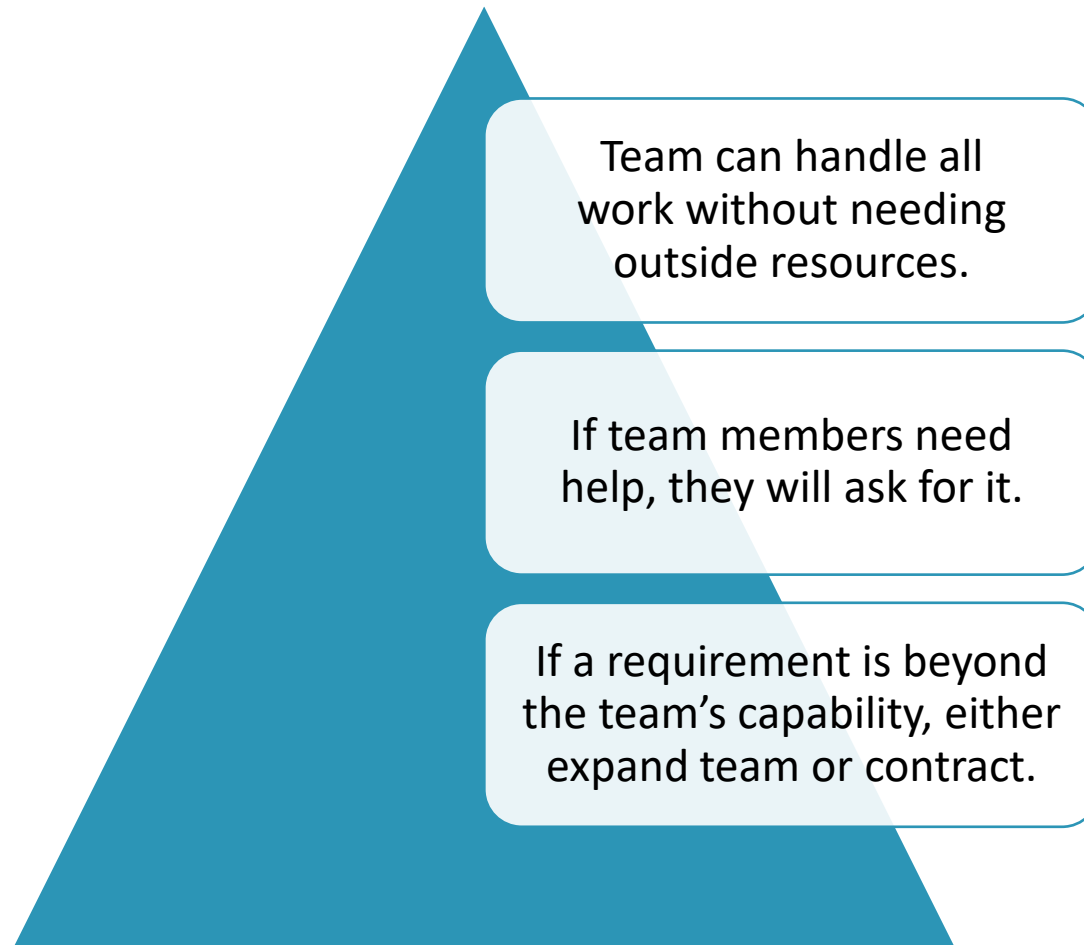 Team can handle all
work without needing
outside resources.
If team members need
help, they will ask for it.
If a requirement is beyond
the team’s capability, either
expand team or contract.